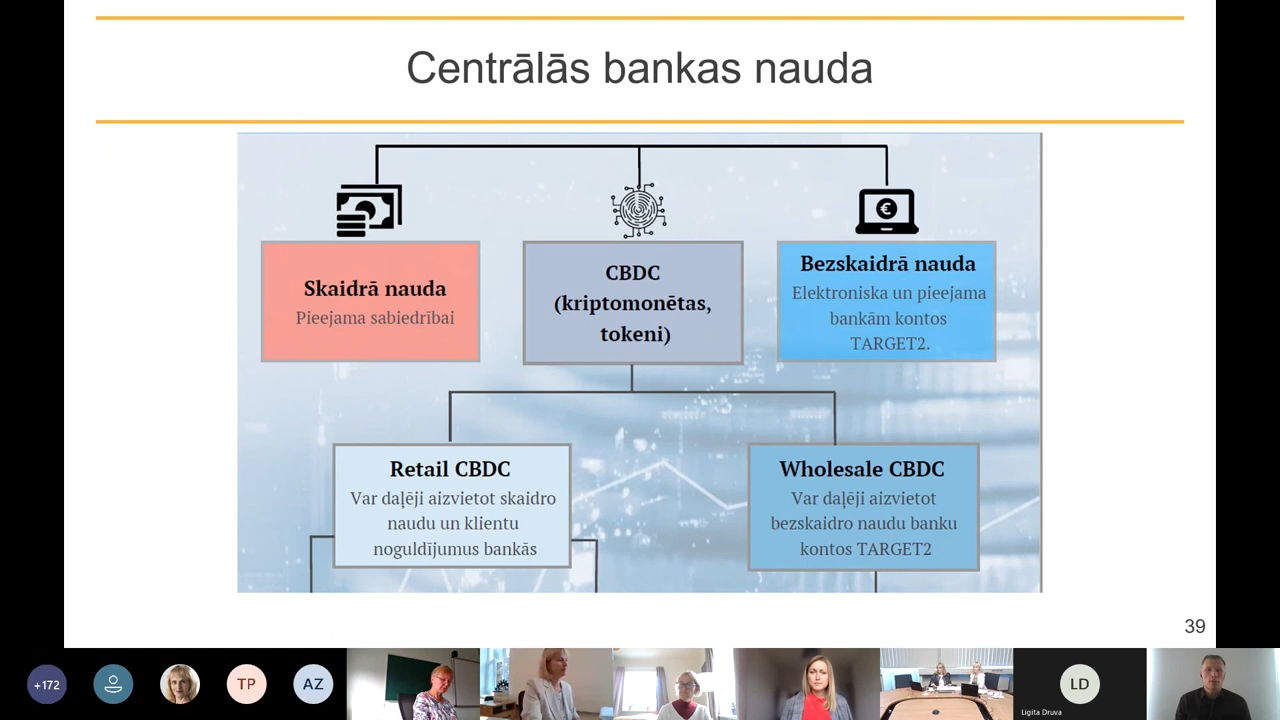 Centrālās bankas nauda
€
Skaidrā nauda
Pieejama sabiedrībai
CBDC
(kriptomonētas,
tokeni)
Bezskaidrā nauda
Elektroniska un pieejama
bankām kontos
TARGET2.
Retail CBDC
Var daļēji aizvietot skaidro
naudu un klientu
noguldījumus bankās
Wholesale CBDC
Var daļēji aizvietot
bezskaidro naudu banku
kontos TARGET2
39
+172
TP
AZ
LD
Ligita Druva